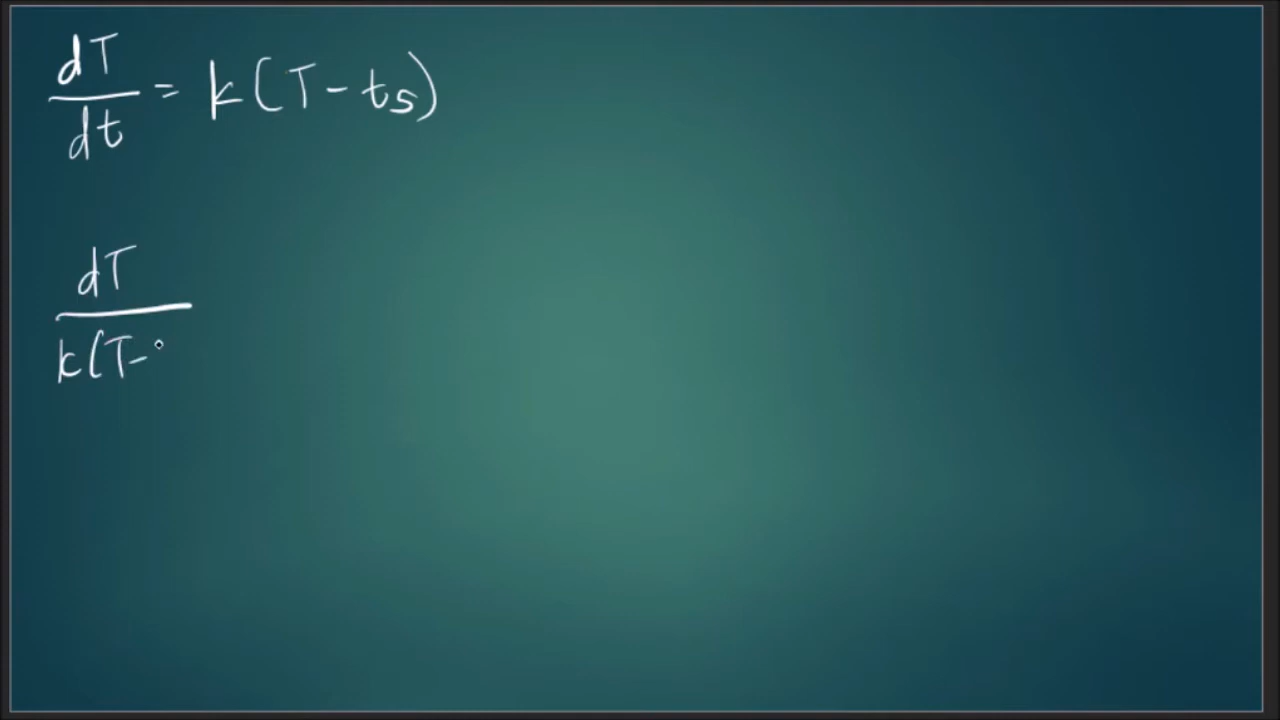 dT/dt = k(T - ts)
dT/k(T-